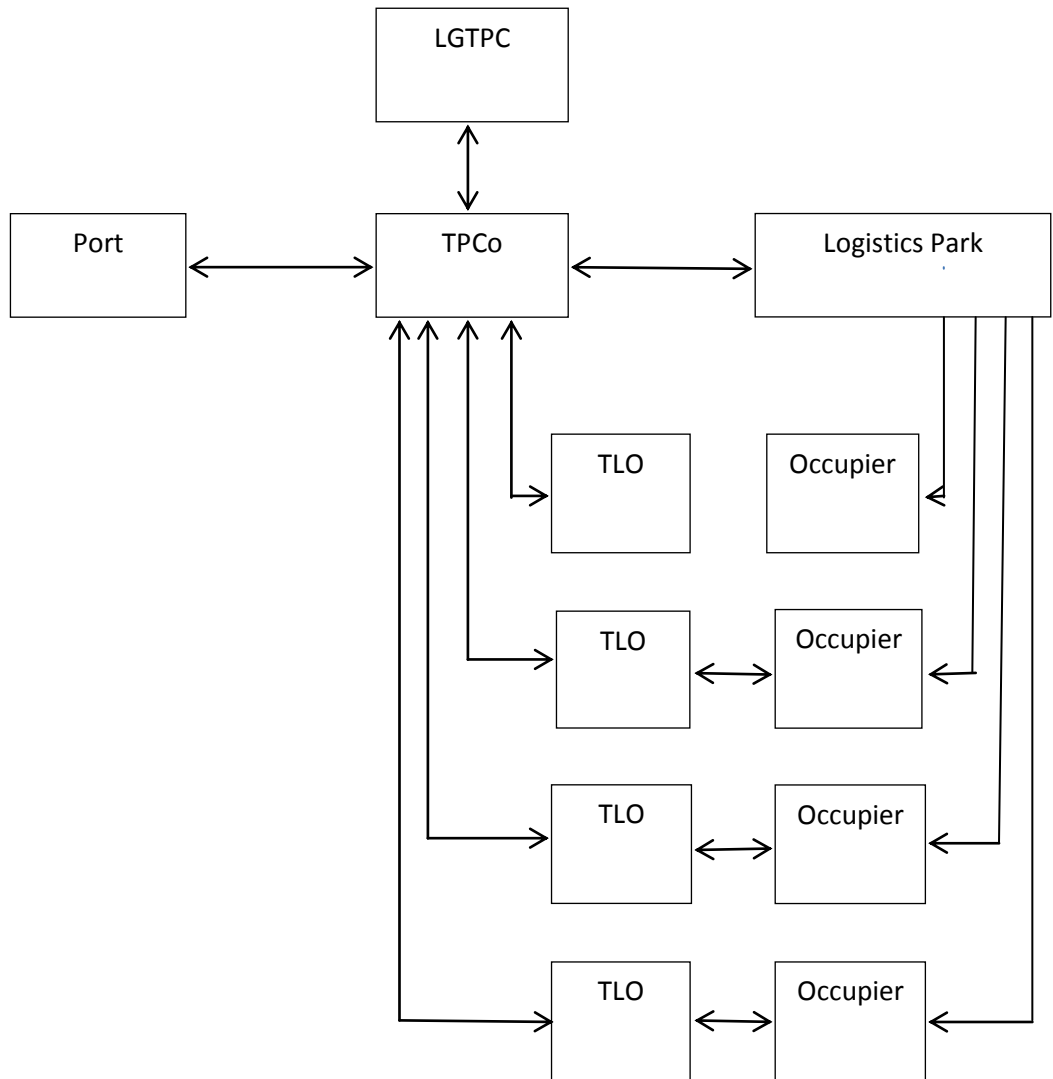 LGTPC
Port
TPCo
Logistics Park
TLO
Occupier
TLO
Occupier
TLO
Occupier
TLO
Occupier